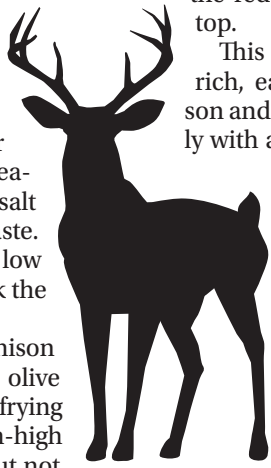 ea-
salt
ste.
low
k the
nison
olive
frying
n-high
ut not
top.
This
rich, ea
son and
ly with a